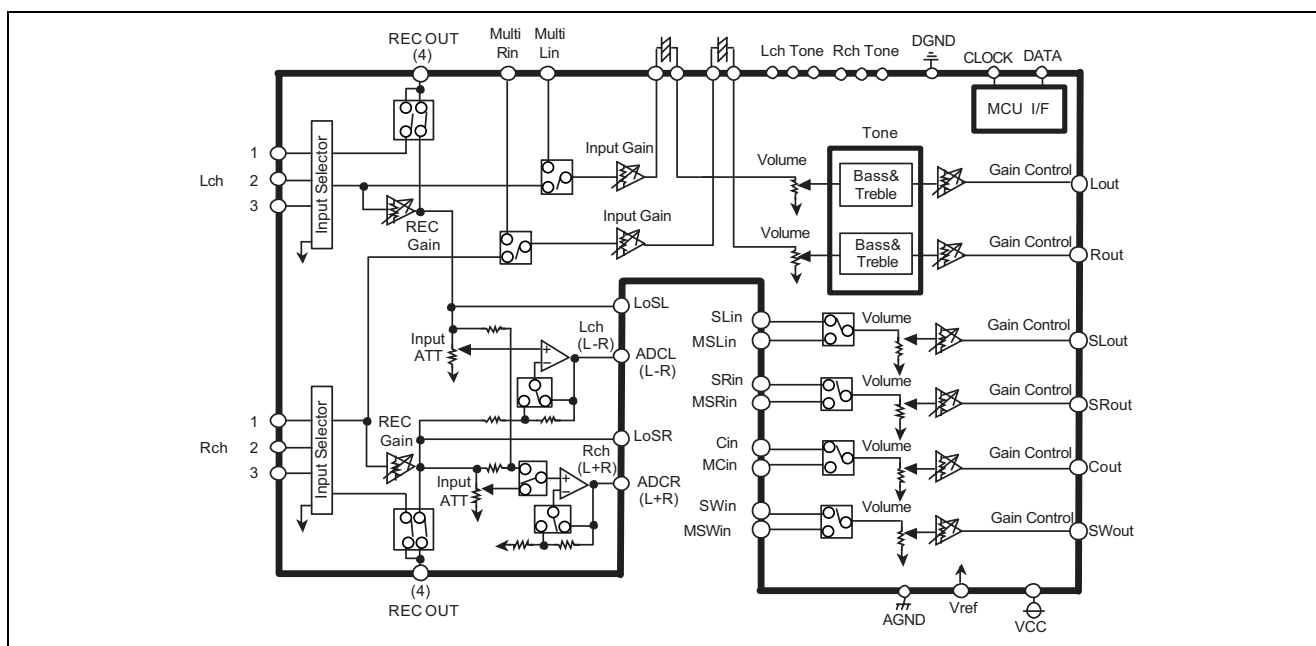 REC OUT
(4)
Multi
Rin
Multi
Lin
Lch Tone
Rch Tone
DGND
CLOCK
DATA
MCU I/F
Lch
1
2
3
Input Selector
REC
Gain
Input Gain
Input Gain
Volume
Volume
Tone
Bass&
Treble
Bass&
Treble
Gain Control
Lout
Gain Control
Rout
LoSL
Input
ATT
Lch
(L-R)
ADCL
(L-R)
Rch
1
2
3
Input Selector
REC
Gain
LoSR
Input
ATT
Rch
(L+R)
ADCR
(L+R)
(4)
REC OUT
SLin
MSLin
Volume
Gain Control
SLout
SRin
MSRin
Volume
Gain Control
SRout
Cin
MCin
Volume
Gain Control
Cout
SWin
MSWin
Volume
Gain Control
SWout
AGND
Vref
VCC